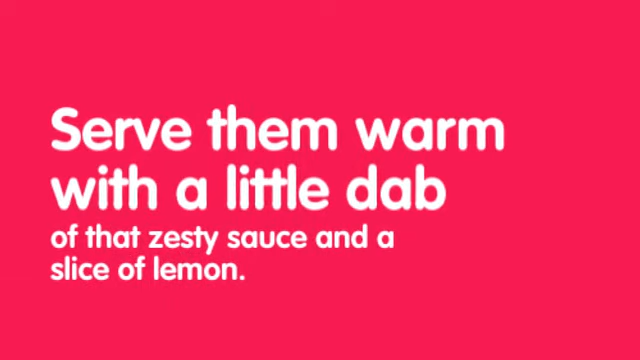 Serve them warm
with a little dab
of that zesty sauce and a
slice of lemon.